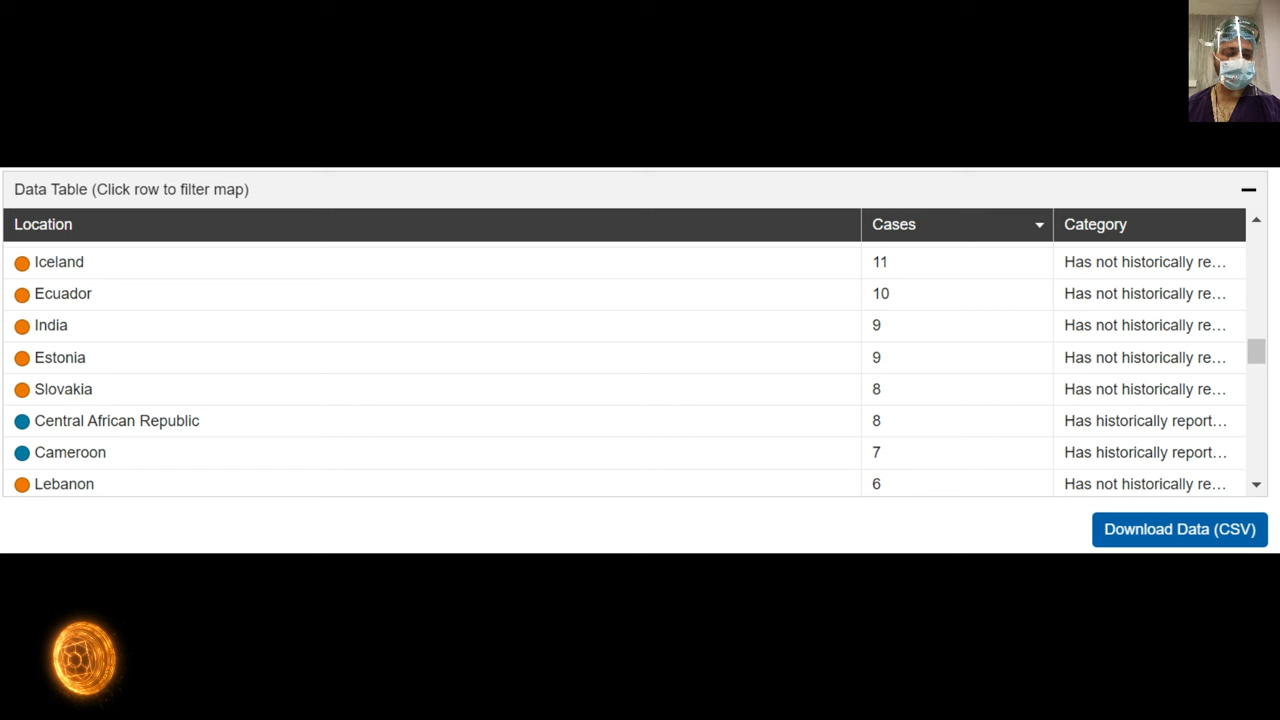 Data Table (Click row to filter map)
Location Cases Category
Iceland 11 Has not historically re…
Ecuador 10 Has not historically re…
India 9 Has not historically re…
Estonia 9 Has not historically re…
Slovakia 8 Has not historically re…
Central African Republic 8 Has historically report…
Cameroon 7 Has historically report…
Lebanon 6 Has not historically re…
Download Data (CSV)